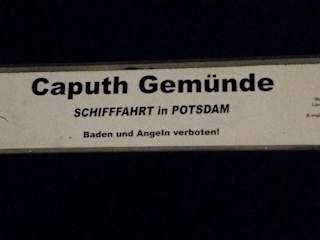 Caputh Gemünde
SCHIFFFAHRT in POTSDAM
Baden und Angeln verboten!